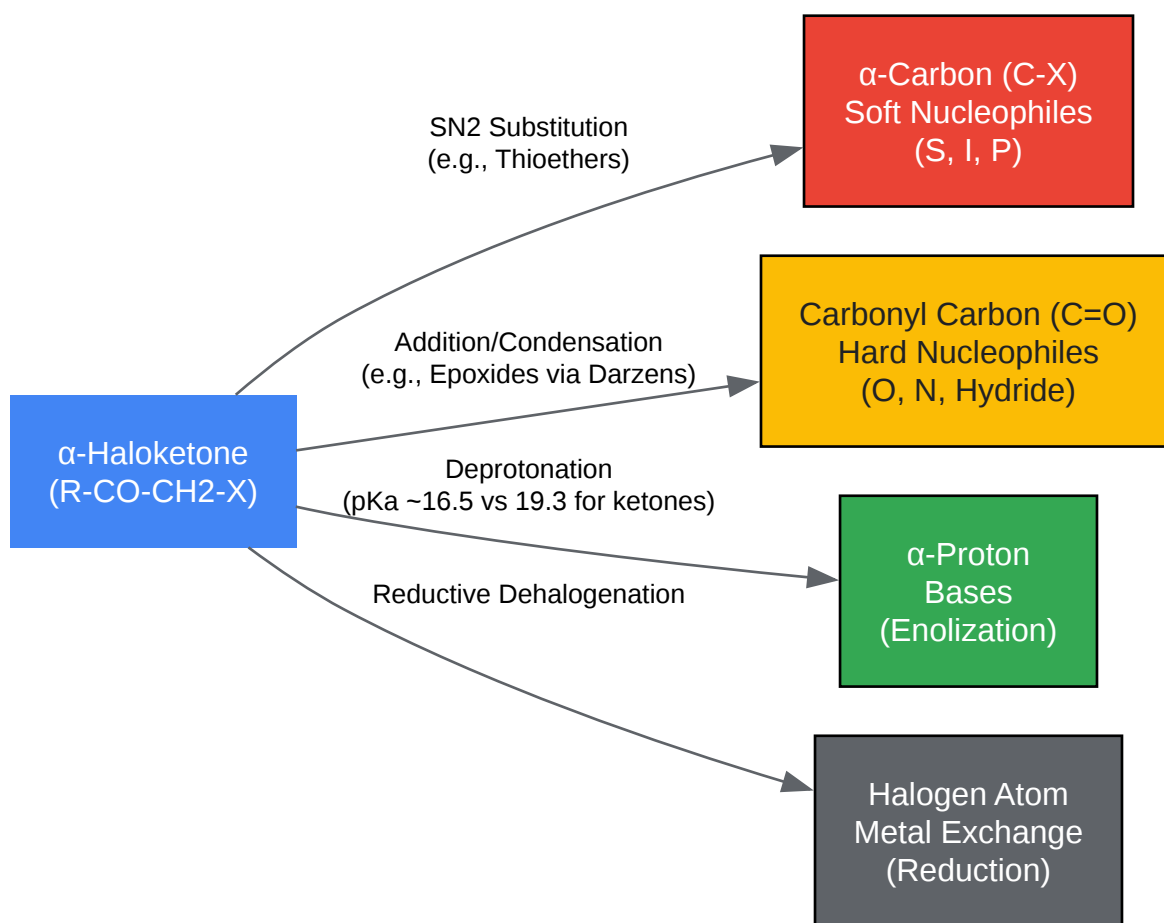 α-Haloketone
(R-CO-CH2-X)
SN2 Substitution
(e.g., Thioethers)
α-Carbon (C-X)
Soft Nucleophiles
(S, I, P)
Addition/Condensation
(e.g., Epoxides via Darzens)
Carbonyl Carbon (C=O)
Hard Nucleophiles
(O, N, Hydride)
Deprotonation
(pKa ~16.5 vs 19.3 for ketones)
α-Proton
Bases
(Enolization)
Reductive Dehalogenation
Halogen Atom
Metal Exchange
(Reduction)